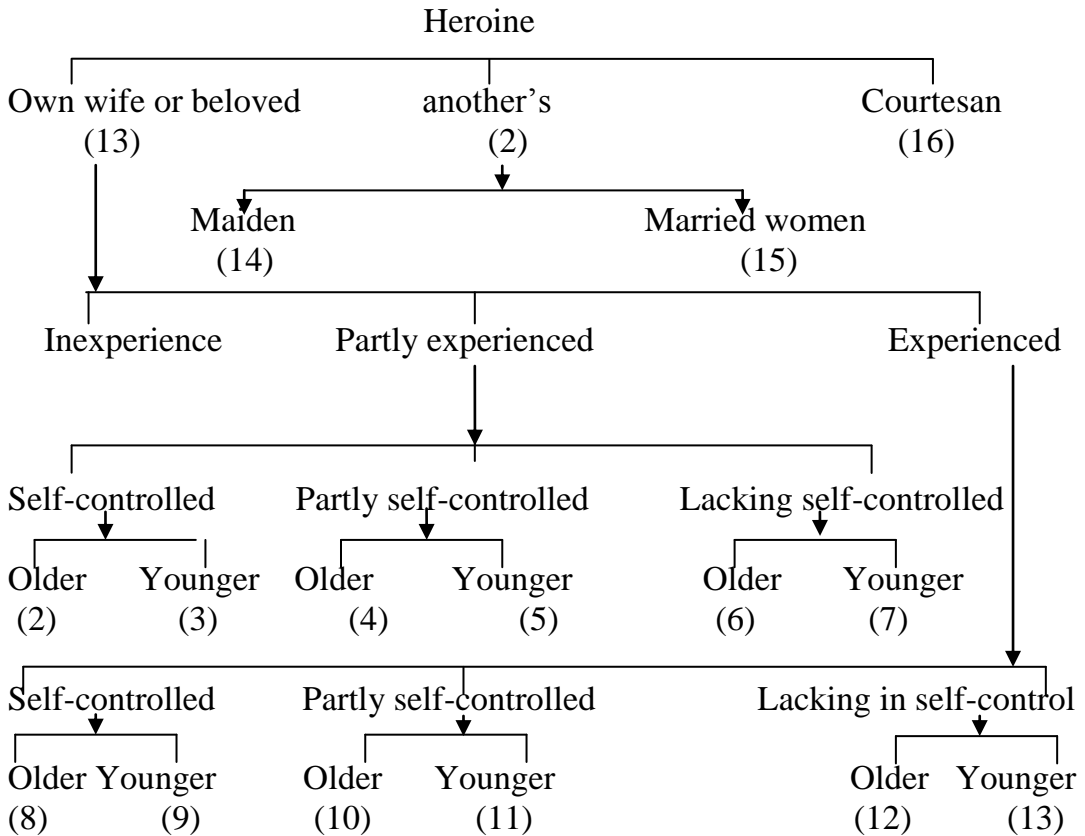 Heroine
Own wife or beloved another’s Courtesan
(13) (2) (16)
Maiden Married women
(14) (15)
Inexperience Partly experienced Experienced
Self-controlled Partly self-controlled Lacking self-controlled
Older Younger Older Younger Older Younger
(2) (3) (4) (5) (6) (7)
Self-controlled Partly self-controlled Lacking in self-control
Older Younger Older Younger Older Younger
(8) (9) (10) (11) (12) (13)